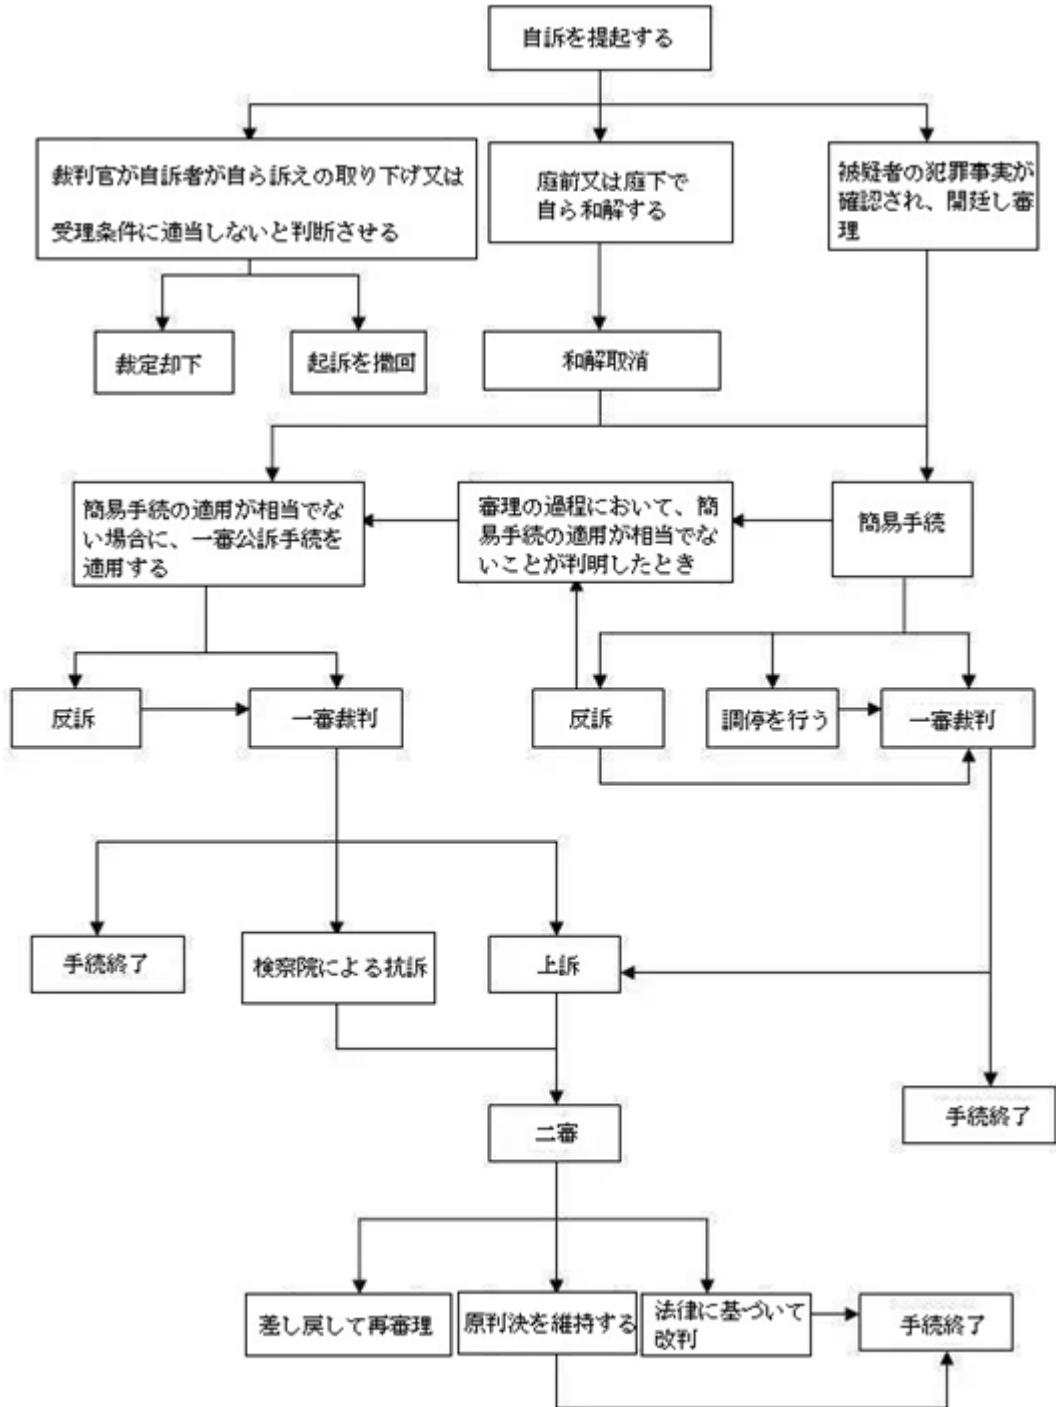 自訴を提起する
裁判官が自訴者が自ら訴えの取り下げ又は
受理条件に適当しないと判断させる
庭前又は庭下で
自ら和解する
被疑者の犯罪事実が
確認され、開廷し審
理
裁定却下
起訴を撤回
和解取消
簡易手続の適用が相当でな
い場合に、一審公訴手続を
適用する
審理の過程において、簡
易手続の適用が相当でな
いことが判明したとき
簡易手続
反訴
一審裁判
反訴
調停を行う
一審裁判
手続終了
検察院による抗訴
上訴
手続終了
二審
差し戻して再審理
原判決を維持する
法律に基づいて
改判
手続終了